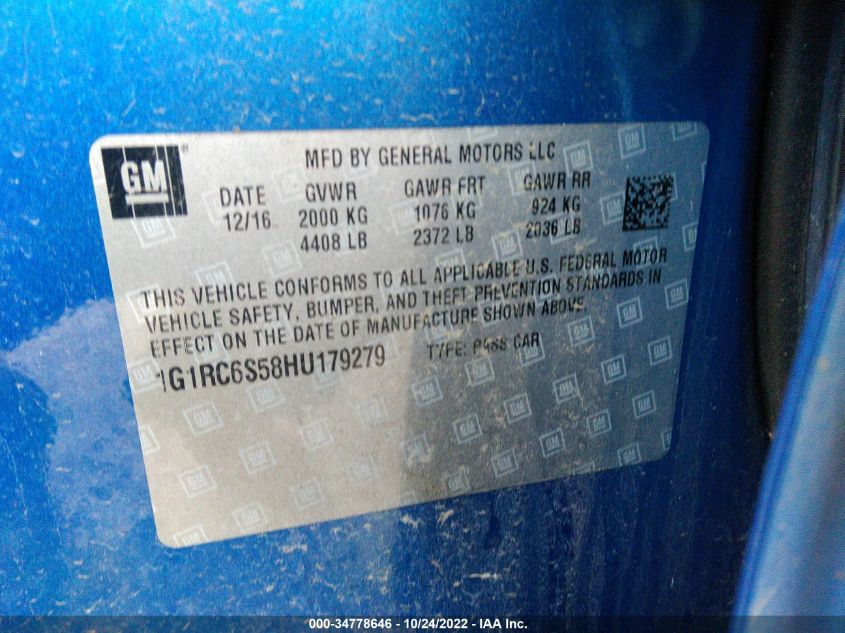 GM®
MFD BY GENERAL MOTORS LLC
DATE GVWR GAWR FRT GAWR RR
12/16 2000 KG 1076 KG 924 KG
4408 LB 2372 LB 2036 LB
THIS VEHICLE CONFORMS TO ALL APPLICABLE U.S. FEDERAL MOTOR
VEHICLE SAFETY, BUMPER, AND THEFT PREVENTION STANDARDS IN
EFFECT ON THE DATE OF MANUFACTURE SHOWN ABOVE.
1G1RC6S58HU179279 TYPE: PASS CAR
000-34778646 - 10/24/2022 - IAA Inc.